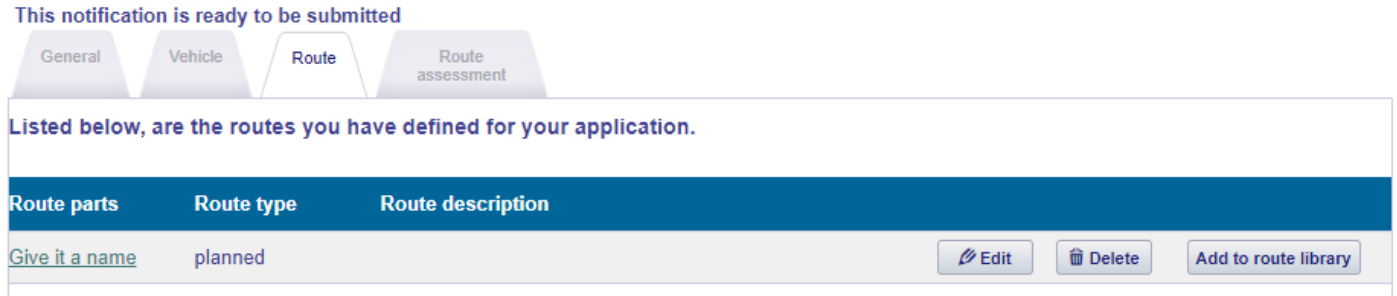 This notification is ready to be submitted
General Vehicle Route Route
assessment
Listed below, are the routes you have defined for your application.
Route parts Route type Route description
Give it a name planned Edit Delete Add to route library